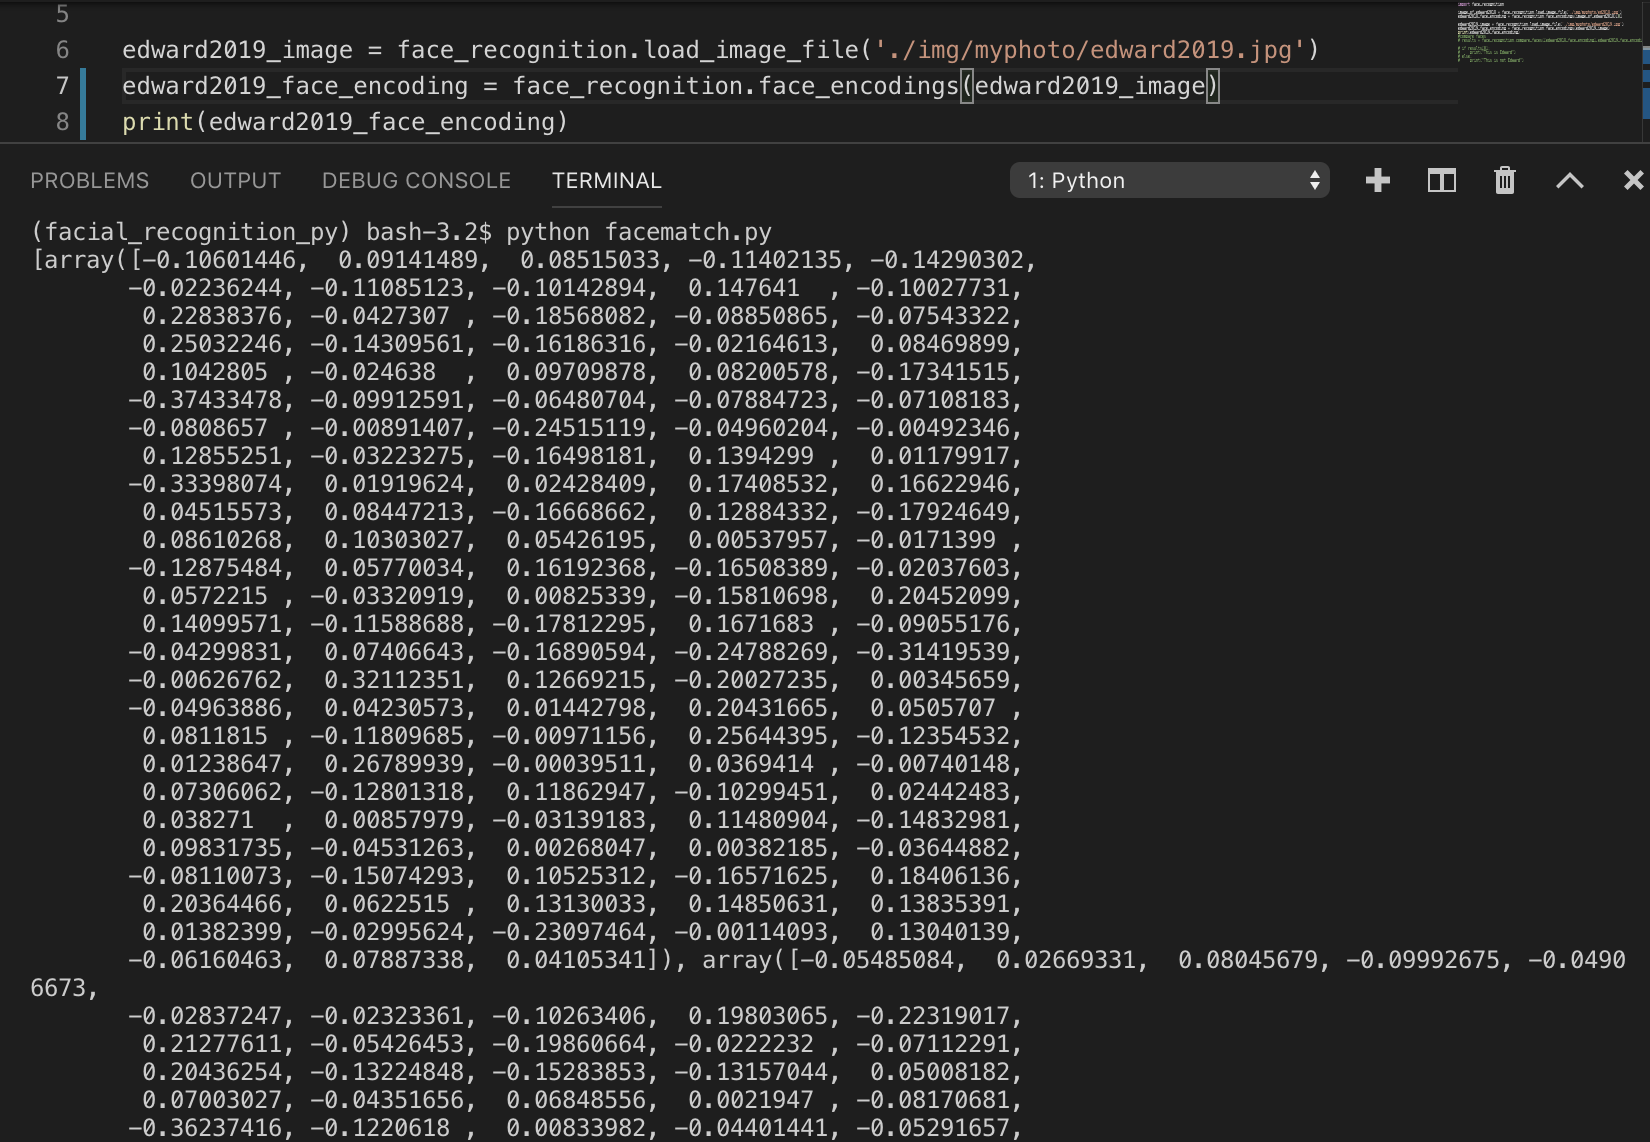 5
6 edward2019_image = face_recognition.load_image_file('./img/myphoto/edward2019.jpg')
7 edward2019_face_encoding = face_recognition.face_encodings(edward2019_image)
8 print(edward2019_face_encoding)
PROBLEMS OUTPUT DEBUG CONSOLE TERMINAL 1: Python
(facial_recognition_py) bash-3.2$ python facematch.py
[array([-0.10601446,  0.09141489,  0.08515033, -0.11402135, -0.14290302,
-0.02236244, -0.11085123, -0.10142894,  0.147641  , -0.10027731,
0.22838376, -0.0427307 , -0.18568082, -0.08850865, -0.07543322,
0.25032246, -0.14309561, -0.16186316, -0.02164613,  0.08469899,
0.1042805 , -0.024638  ,  0.09709878,  0.08200578, -0.17341515,
-0.37433478, -0.09912591, -0.06480704, -0.07884723, -0.07108183,
-0.0808657 , -0.00891407, -0.24515119, -0.04960204, -0.00492346,
0.12855251, -0.03223275, -0.16498181,  0.1394299 ,  0.01179917,
-0.33398074,  0.01919624,  0.02428409,  0.17408532,  0.16622946,
0.04515573,  0.08447213, -0.16668662,  0.12884332, -0.17924649,
0.08610268,  0.10303027,  0.05426195,  0.00537957, -0.0171399 ,
-0.12875484,  0.05770034,  0.16192368, -0.16508389, -0.02037603,
0.0572215 , -0.03320919,  0.00825339, -0.15810698,  0.20452099,
0.14099571, -0.11588688, -0.17812295,  0.1671683 , -0.09055176,
-0.04299831,  0.07406643, -0.16890594, -0.24788269, -0.31419539,
-0.00626762,  0.32112351,  0.12669215, -0.20027235,  0.00345659,
-0.04963886,  0.04230573,  0.01442798,  0.20431665,  0.0505707 ,
0.0811815 , -0.11809685, -0.00971156,  0.25644395, -0.12354532,
0.01238647,  0.26789939, -0.00039511,  0.0369414 , -0.00740148,
0.07306062, -0.12801318,  0.11862947, -0.10299451,  0.02442483,
0.038271  ,  0.00857979, -0.03139183,  0.11480904, -0.14832981,
0.09831735, -0.04531263,  0.00268047,  0.00382185, -0.03644882,
-0.08110073, -0.15074293,  0.10525312, -0.16571625,  0.18406136,
0.20364466,  0.0622515 ,  0.13130033,  0.14850631,  0.13835391,
0.01382399, -0.02995624, -0.23097464, -0.00114093,  0.13040139,
-0.06160463,  0.07887338,  0.04105341]), array([-0.05485084,  0.02669331,  0.08045679, -0.09992675, -0.0490
6673,
-0.02837247, -0.02323361, -0.10263406,  0.19803065, -0.22319017,
0.21277611, -0.05426453, -0.19860664, -0.0222232 , -0.07112291,
0.20436254, -0.13224848, -0.15283853, -0.13157044,  0.05008182,
0.07003027, -0.04351656,  0.06848556,  0.0021947 , -0.08170681,
-0.36237416, -0.1220618 ,  0.00833982, -0.04401441, -0.05291657,